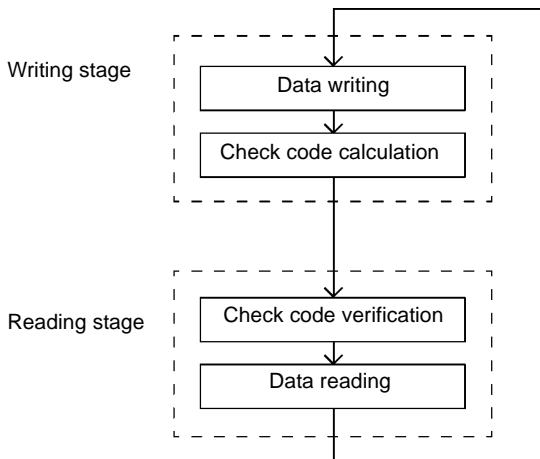 Writing stage
Data writing
Check code calculation
Reading stage
Check code verification
Data reading